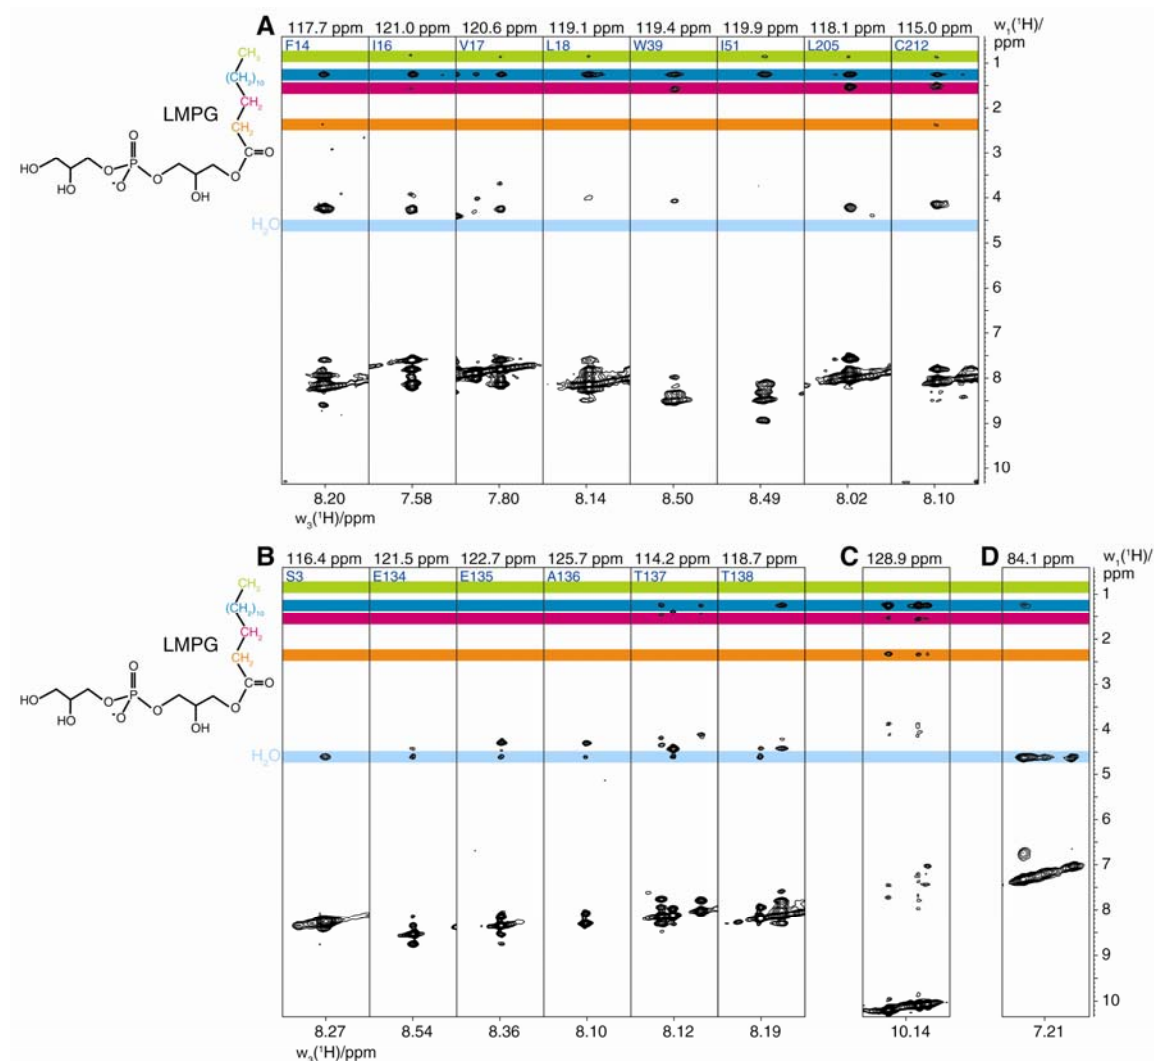 A 117.7 ppm 121.0 ppm 120.6 ppm 119.1 ppm 119.4 ppm 119.9 ppm 118.1 ppm 115.0 ppm w₁(¹H)/
ppm
F14 I16 V17 L18 W39 I51 L205 C212
CH₃
(CH₂)₁₀
CH₂
LMPG
CH₂
O
C=O
HO
O
P
O
⁻O
O
O
HO
OH
H₂O
1
2
3
4
5
6
7
8
9
10
8.20 7.58 7.80 8.14 8.50 8.49 8.02 8.10
w₃(¹H)/ppm
B 116.4 ppm 121.5 ppm 122.7 ppm 125.7 ppm 114.2 ppm 118.7 ppm C 128.9 ppm D 84.1 ppm w₁(¹H)/
ppm
S3 E134 E135 A136 T137 T138
CH₃
(CH₂)₁₀
CH₂
LMPG
CH₂
O
C=O
HO
O
P
O
⁻O
O
O
HO
OH
H₂O
1
2
3
4
5
6
7
8
9
10
8.27 8.54 8.36 8.10 8.12 8.19 10.14 7.21
w₃(¹H)/ppm